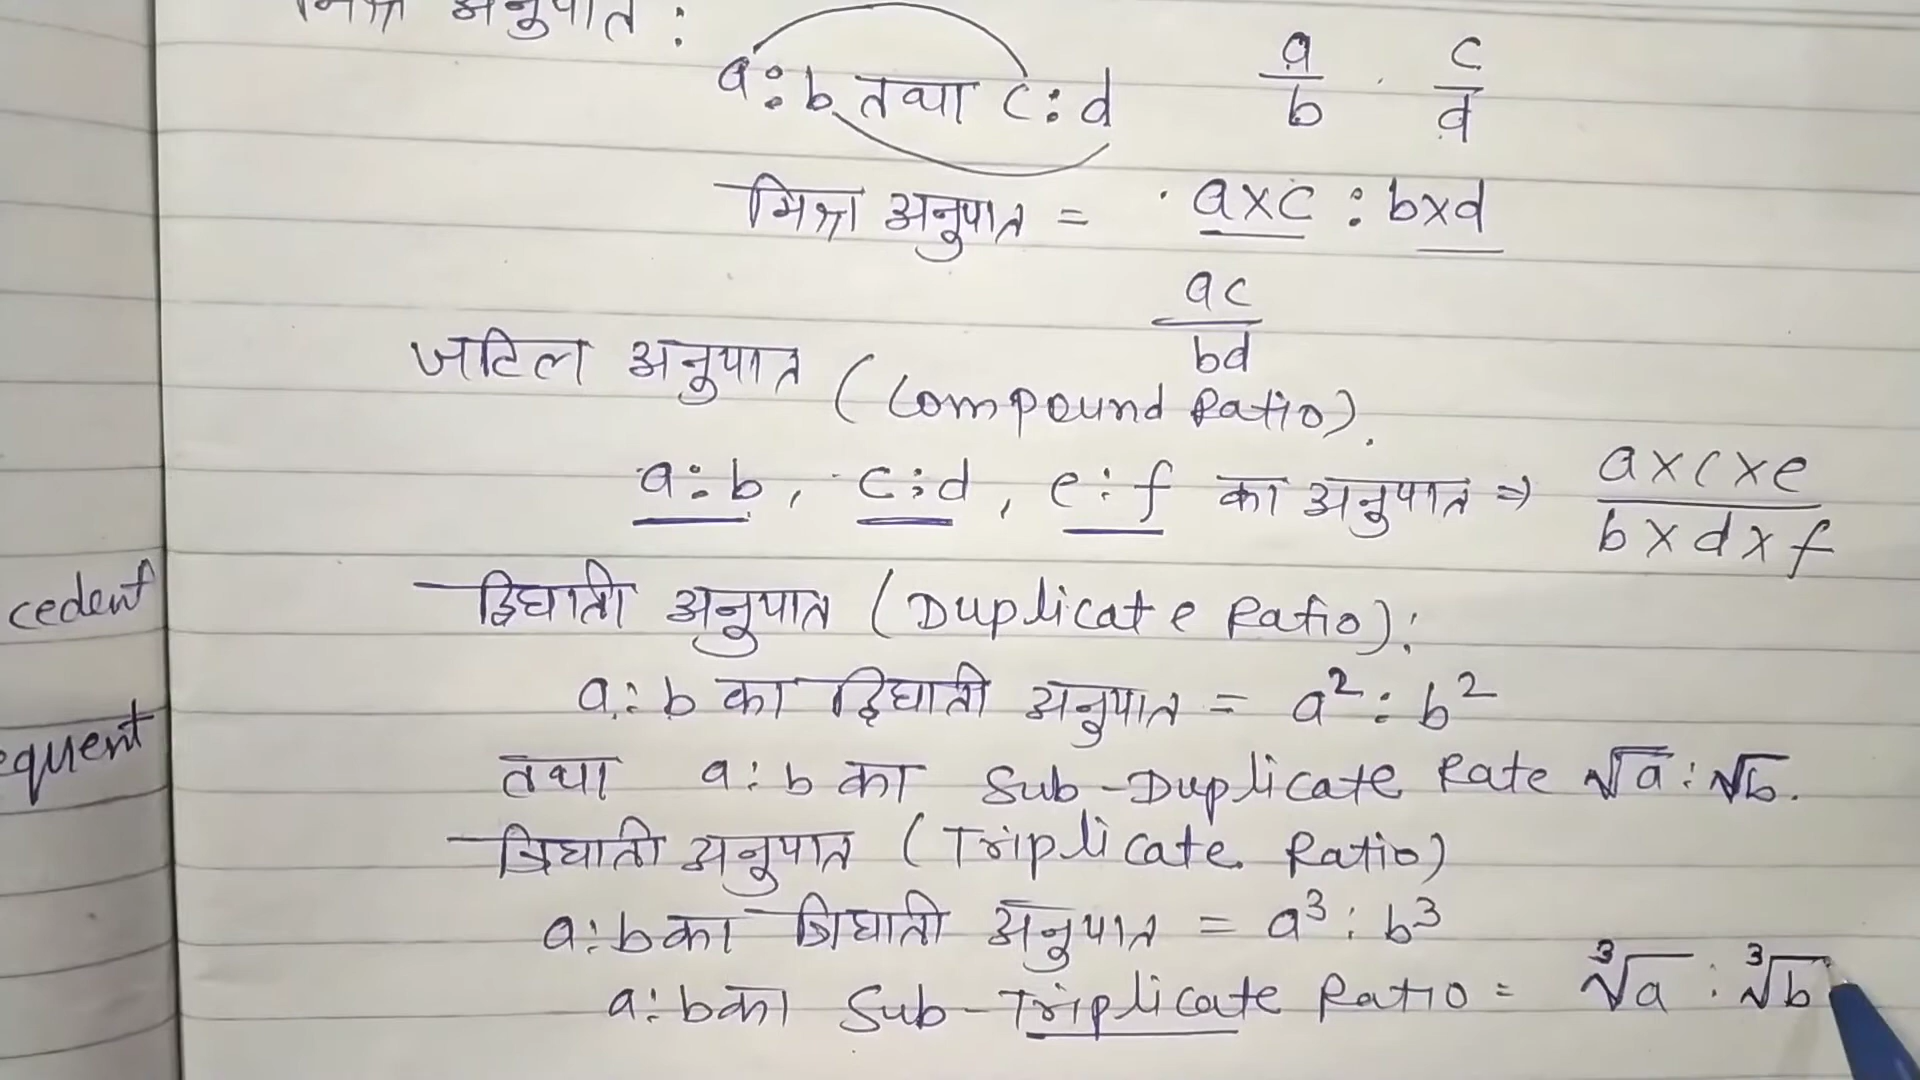 मिश्र अनुपात :
a : b तथा c : d a/b . c/d
मिश्र अनुपात = a×c : b×d
ac/bd
जटिल अनुपात (Compound Ratio).
a : b, c : d, e : f का अनुपात ⇒ a×c×e / b×d×f
द्विघाती अनुपात (Duplicate Ratio):
a : b का द्विघाती अनुपात = a² : b²
तथा a : b का Sub-Duplicate Rate √a : √b.
त्रिघाती अनुपात (Triplicate Ratio)
a : b का त्रिघाती अनुपात = a³ : b³
a : b का Sub-Triplicate Ratio = ∛a : ∛b
cedent
equent